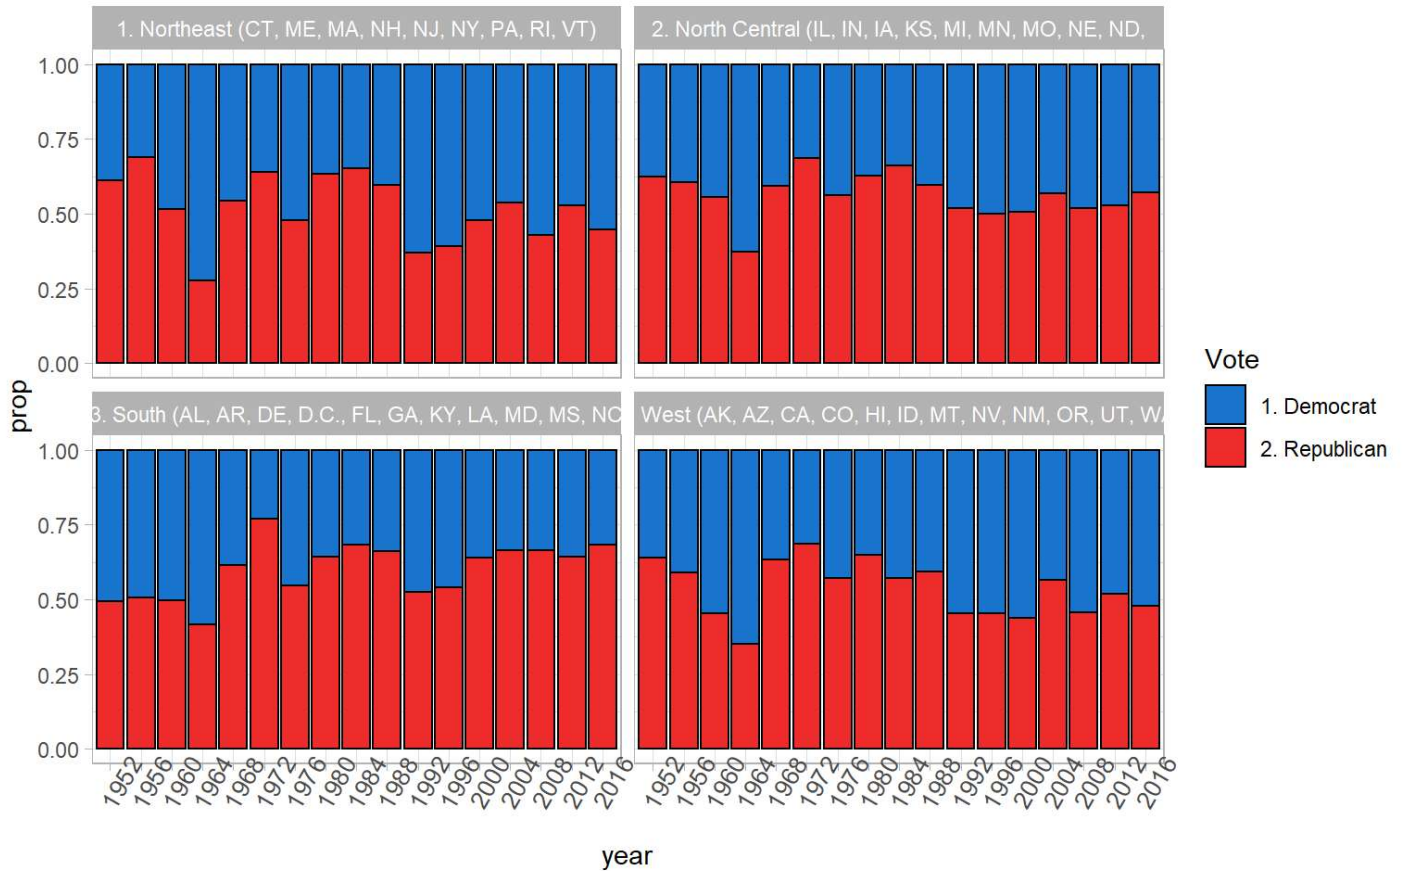 1. Northeast (CT, ME, MA, NH, NJ, NY, PA, RI, VT)
2. North Central (IL, IN, IA, KS, MI, MN, MO, NE, ND,
1.00
0.75
0.50
0.25
0.00
prop
3. South (AL, AR, DE, D.C., FL, GA, KY, LA, MD, MS, NC
West (AK, AZ, CA, CO, HI, ID, MT, NV, NM, OR, UT, WA
1.00
0.75
0.50
0.25
0.00
1952 1956 1960 1964 1968 1972 1976 1980 1984 1988 1992 1996 2000 2004 2008 2012 2016
1952 1956 1960 1964 1968 1972 1976 1980 1984 1988 1992 1996 2000 2004 2008 2012 2016
year
Vote
1. Democrat
2. Republican